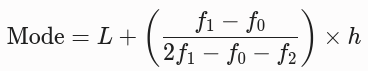 Mode = L + ( (f₁ − f₀) / (2f₁ − f₀ − f₂) ) × h